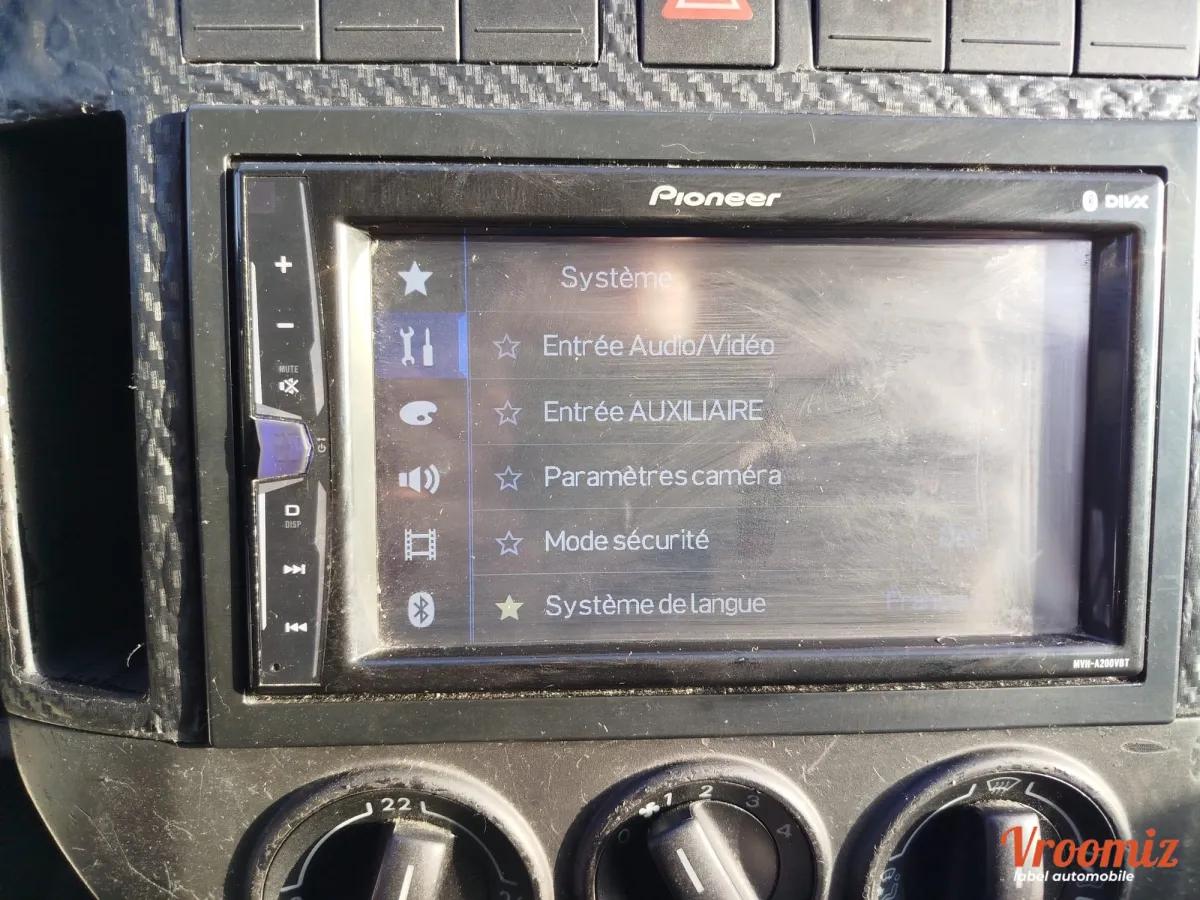 Pioneer
DIVX
Système
Entrée Audio/Vidéo
MUTE
Entrée AUXILIAIRE
Paramètres caméra
D
DISP
Mode sécurité
Système de langue
MVH-A200VBT
22
0 1 2 3 4
Vroomiz
label automobile